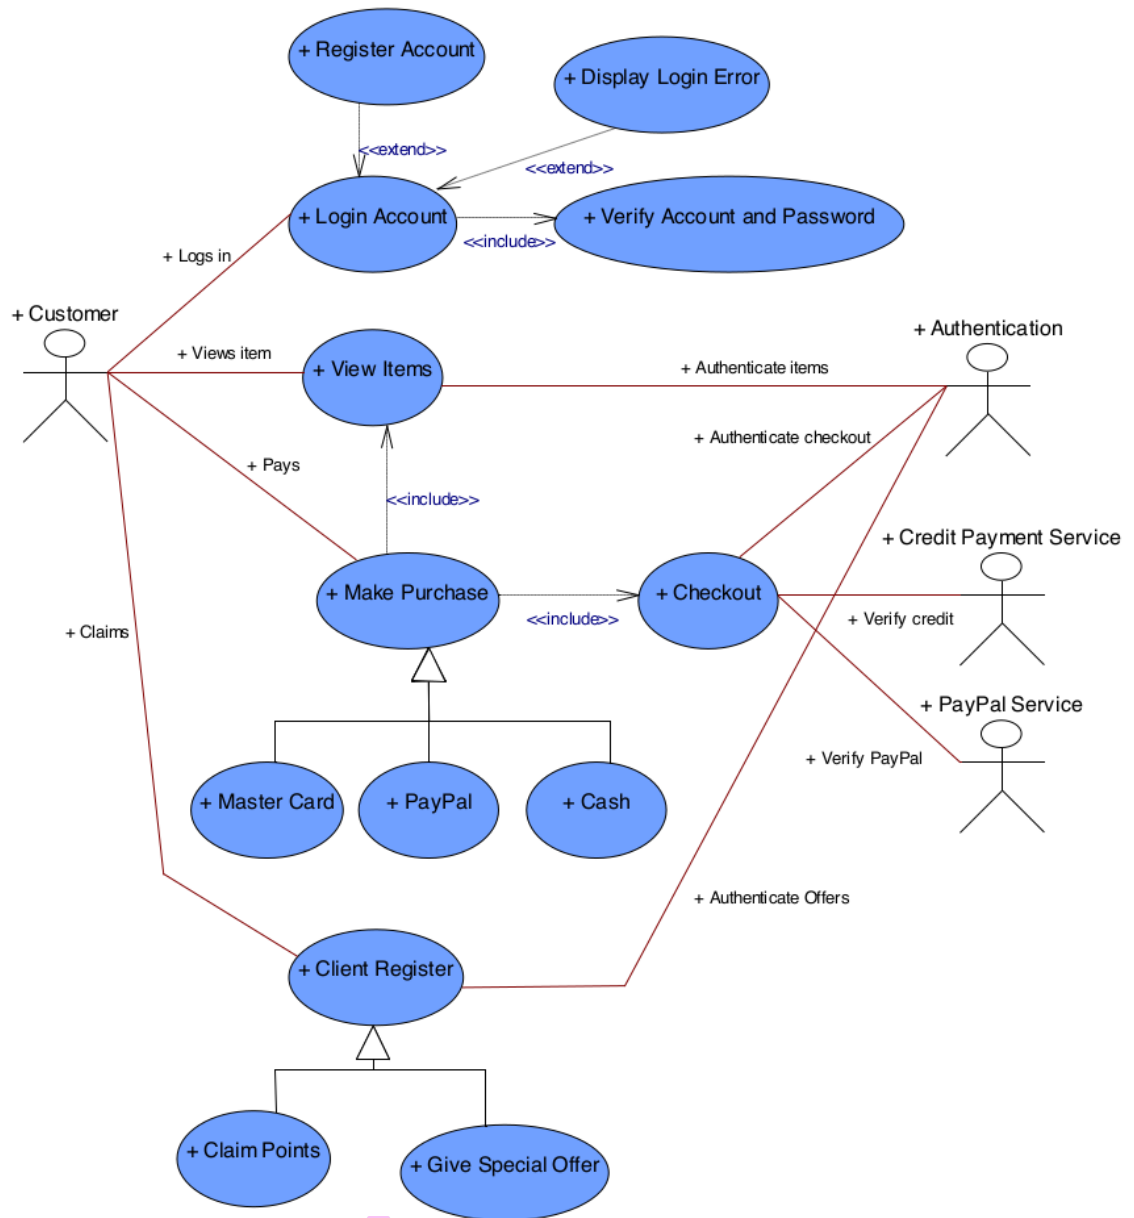 + Register Account
+ Display Login Error
<<extend>>
<<extend>>
+ Login Account
+ Verify Account and Password
<<include>>
+ Logs in
+ Customer
+ Authentication
+ Views item
+ View Items
+ Authenticate items
+ Authenticate checkout
+ Pays
<<include>>
+ Credit Payment Service
+ Make Purchase
+ Checkout
<<include>>
+ Verify credit
+ Claims
+ PayPal Service
+ Verify PayPal
+ Master Card
+ PayPal
+ Cash
+ Authenticate Offers
+ Client Register
+ Claim Points
+ Give Special Offer